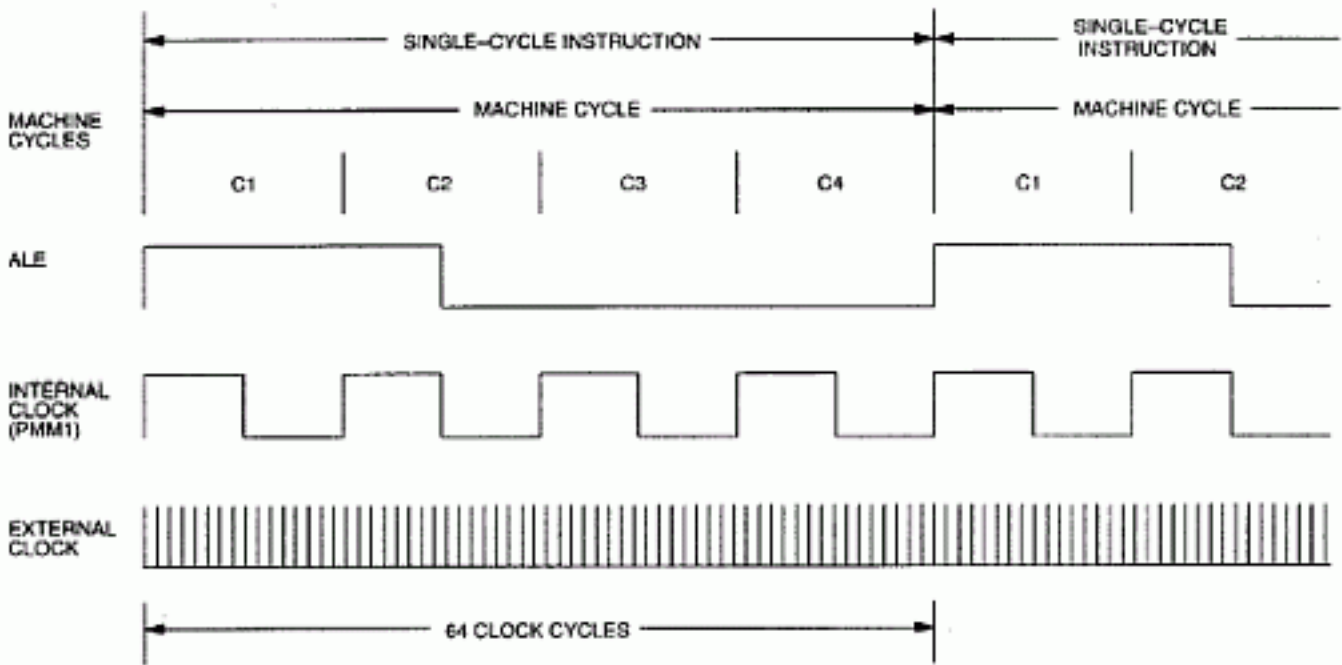 SINGLE–CYCLE INSTRUCTION
SINGLE–CYCLE
INSTRUCTION
MACHINE
CYCLES
MACHINE CYCLE
MACHINE CYCLE
C1
C2
C3
C4
C1
C2
ALE
INTERNAL
CLOCK
(PMM1)
EXTERNAL
CLOCK
64 CLOCK CYCLES